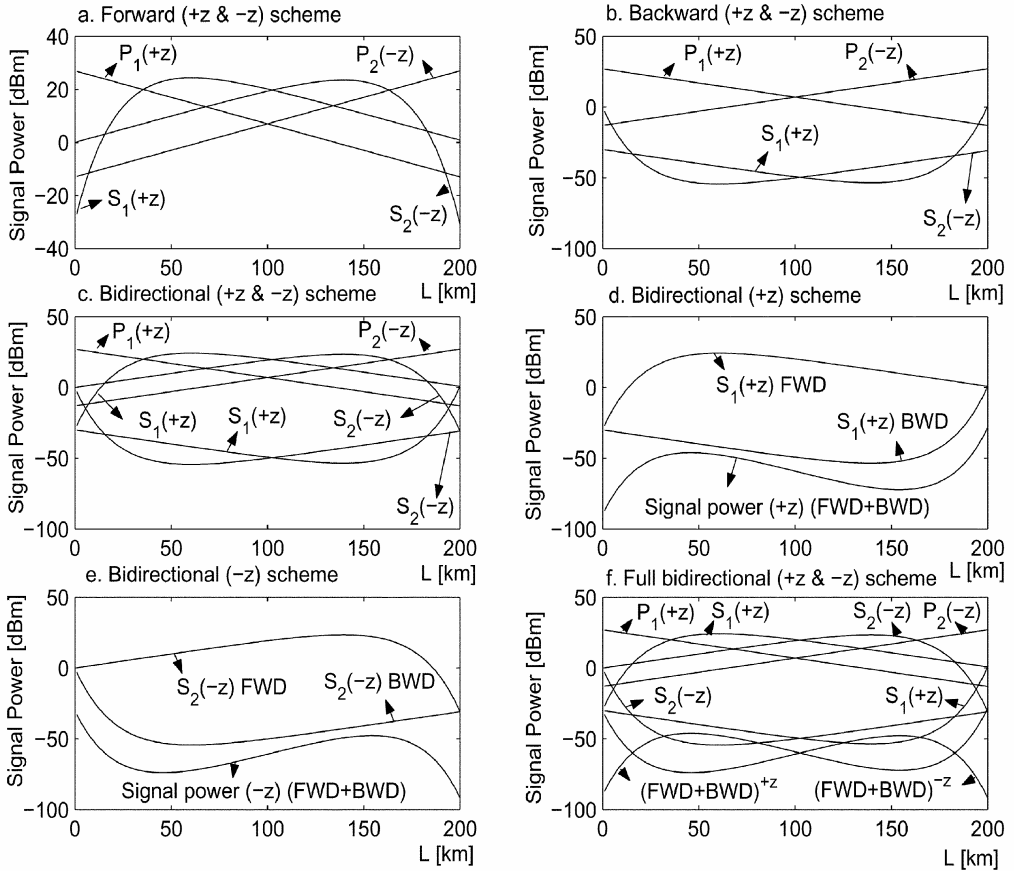 a. Forward (+z & −z) scheme
Signal Power [dBm]
40
20
0
−20
−40
P1(+z)
P2(−z)
S1(+z)
S2(−z)
0 50 100 150 200
L [km]
b. Backward (+z & −z) scheme
Signal Power [dBm]
50
0
−50
−100
P1(+z)
P2(−z)
S1(+z)
S2(−z)
0 50 100 150 200
L [km]
c. Bidirectional (+z & −z) scheme
Signal Power [dBm]
50
0
−50
−100
P1(+z)
P2(−z)
S1(+z)
S1(+z)
S2(−z)
S2(−z)
0 50 100 150 200
L [km]
d. Bidirectional (+z) scheme
Signal Power [dBm]
50
0
−50
−100
S1(+z) FWD
S1(+z) BWD
Signal power (+z) (FWD+BWD)
0 50 100 150 200
L [km]
e. Bidirectional (−z) scheme
Signal Power [dBm]
50
0
−50
−100
S2(−z) FWD
S2(−z) BWD
Signal power (−z) (FWD+BWD)
0 50 100 150 200
L [km]
f. Full bidirectional (+z & −z) scheme
Signal Power [dBm]
50
0
−50
−100
P1(+z)
S1(+z)
S2(−z)
P2(−z)
S2(−z)
S1(+z)
(FWD+BWD)+z
(FWD+BWD)−z
0 50 100 150 200
L [km]